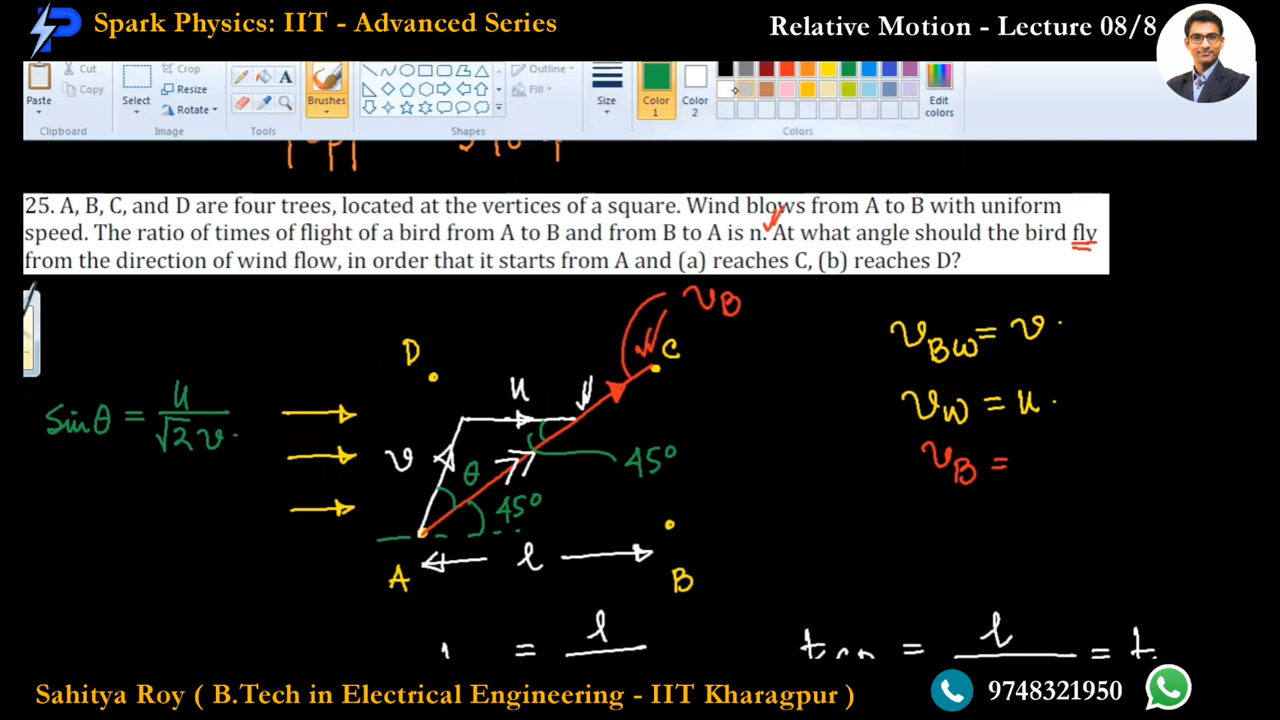 Spark Physics: IIT - Advanced Series
Relative Motion - Lecture 08/8
Paste
Cut
Copy
Clipboard
Select
Crop
Resize
Rotate
Image
A
Tools
Brushes
Shapes
Outline
Fill
Size
Color 1
Color 2
Edit colors
Colors
25. A, B, C, and D are four trees, located at the vertices of a square. Wind blows from A to B with uniform
speed. The ratio of times of flight of a bird from A to B and from B to A is n. At what angle should the bird fly
from the direction of wind flow, in order that it starts from A and (a) reaches C, (b) reaches D?
v_B
D
C
v_Bw = v.
u
sinθ = u/√2 v.
v_w = u.
v
θ
45°
v_B =
45°
A
l
B
= l
= l = t
Sahitya Roy ( B.Tech in Electrical Engineering - IIT Kharagpur )
9748321950